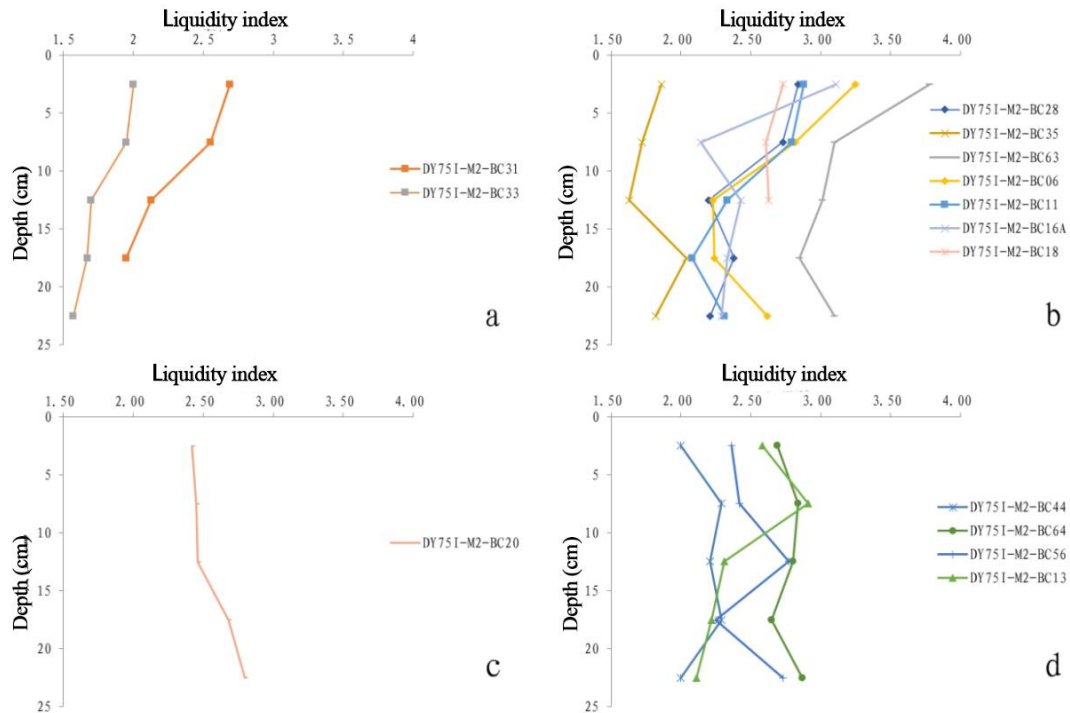 Liquidity index
1.5 2 2.5 3 3.5 4
0
5
10
15
20
25
Depth (cm)
DY75I-M2-BC31
DY75I-M2-BC33
a
Liquidity index
1.50 2.00 2.50 3.00 3.50 4.00
0
5
10
15
20
25
Depth (cm)
DY75I-M2-BC28
DY75I-M2-BC35
DY75I-M2-BC63
DY75I-M2-BC06
DY75I-M2-BC11
DY75I-M2-BC16A
DY75I-M2-BC18
b
Liquidity index
1.50 2.00 2.50 3.00 3.50 4.00
0
5
10
15
20
25
Depth (cm)
DY75I-M2-BC20
c
Liquidity index
1.50 2.00 2.50 3.00 3.50 4.00
0
5
10
15
20
25
Depth (cm)
DY75I-M2-BC44
DY75I-M2-BC64
DY75I-M2-BC56
DY75I-M2-BC13
d